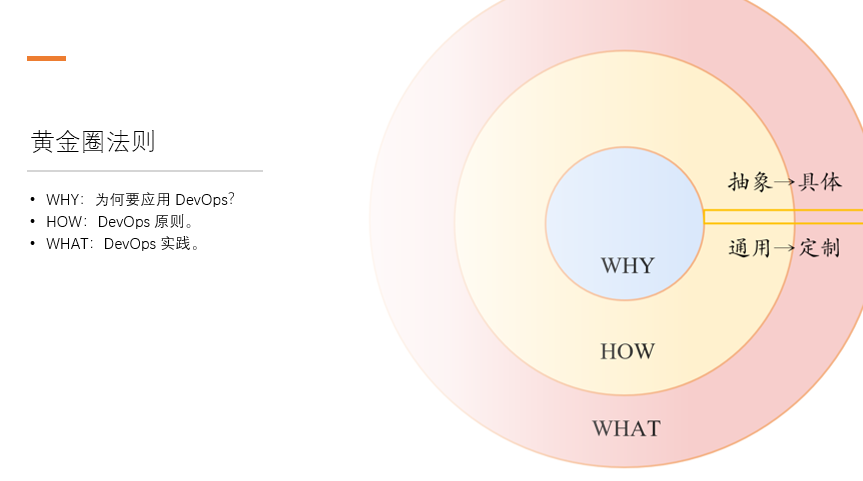 黄金圈法则
• WHY：为何要应用 DevOps？
• HOW：DevOps 原则。
• WHAT：DevOps 实践。
抽象→具体
通用→定制
WHY
HOW
WHAT